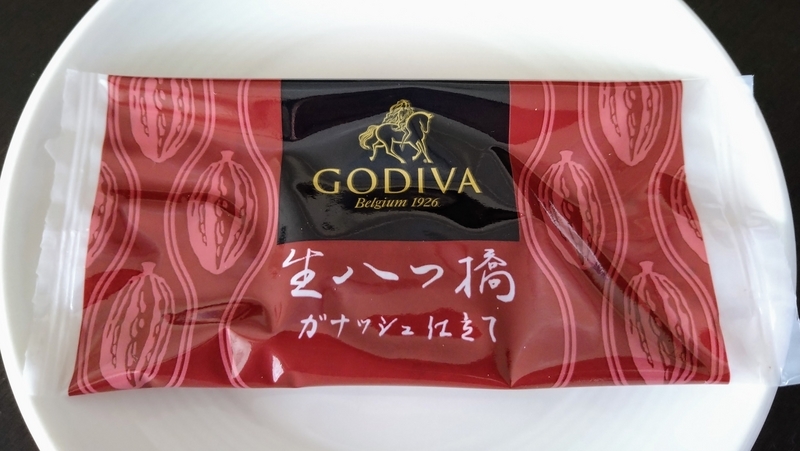 GODIVA
Belgium 1926
生八つ橋
ガナッシュ仕立て